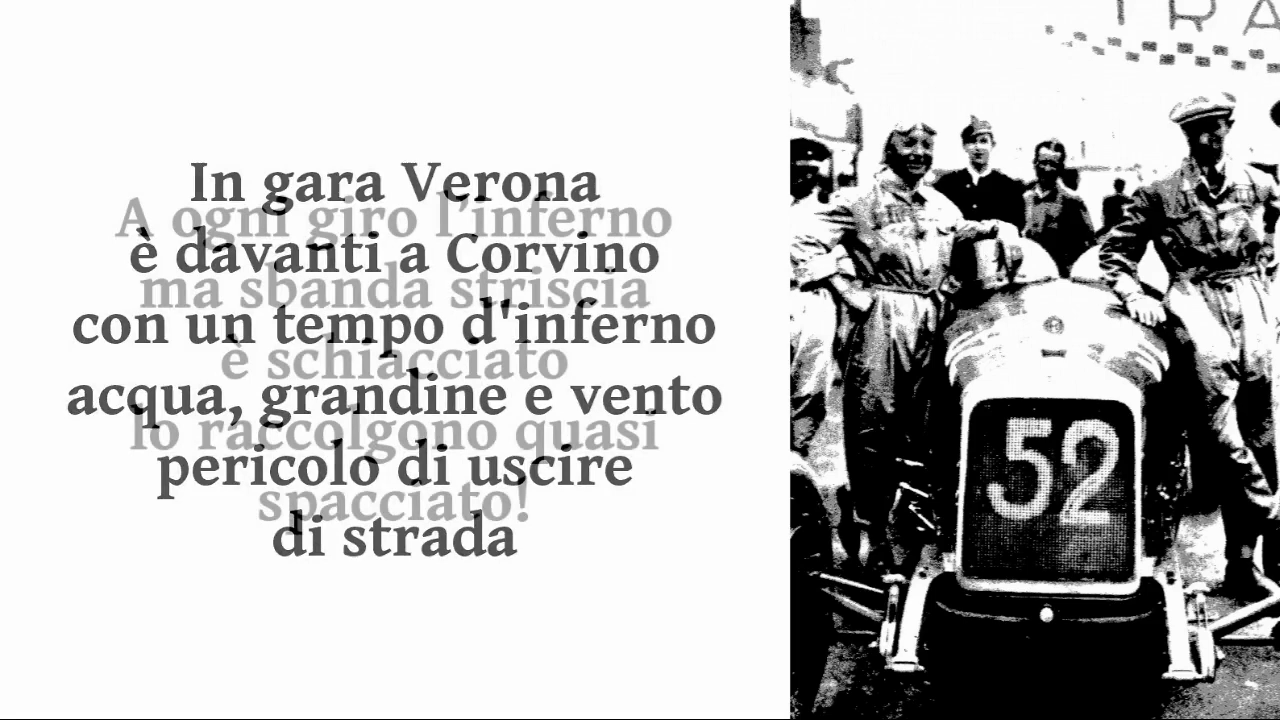 In gara Verona
è davanti a Corvino
con un tempo d'inferno
acqua, grandine e vento
pericolo di uscire
di strada
A ogni giro l'inferno
ma sbanda striscia
è schiacciato
lo raccolgono quasi
spacciato!
T R A
52